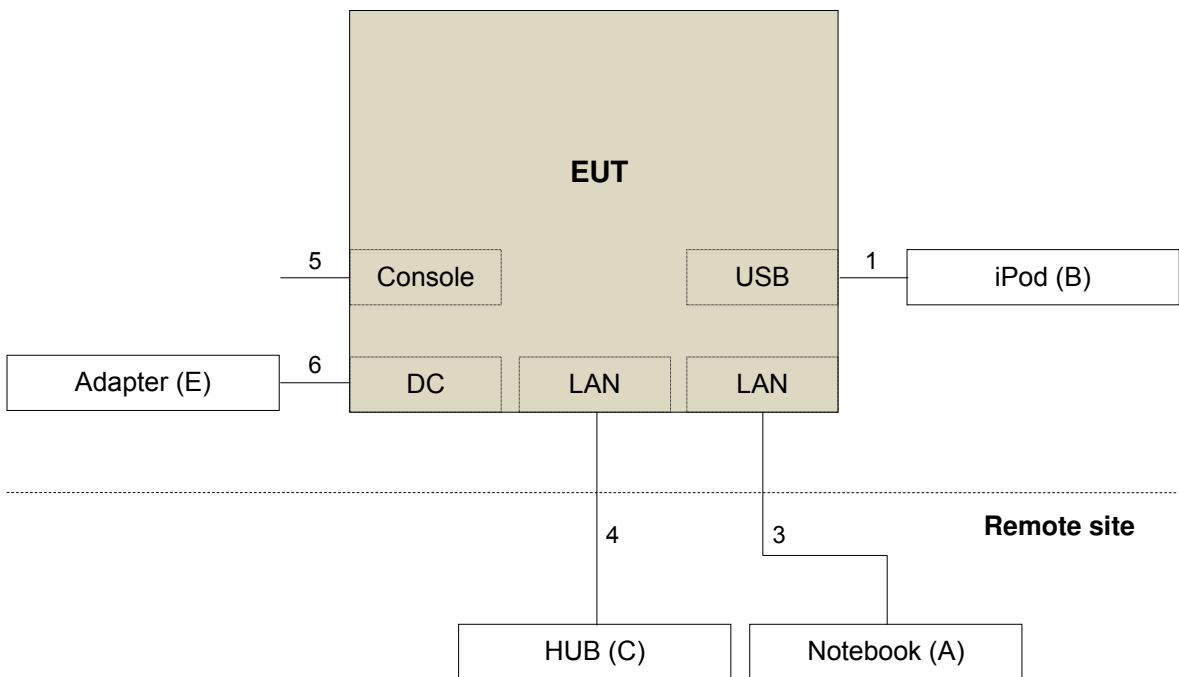 EUT
5
Console
USB
1
iPod (B)
Adapter (E)
6
DC
LAN
LAN
Remote site
4
3
HUB (C)
Notebook (A)